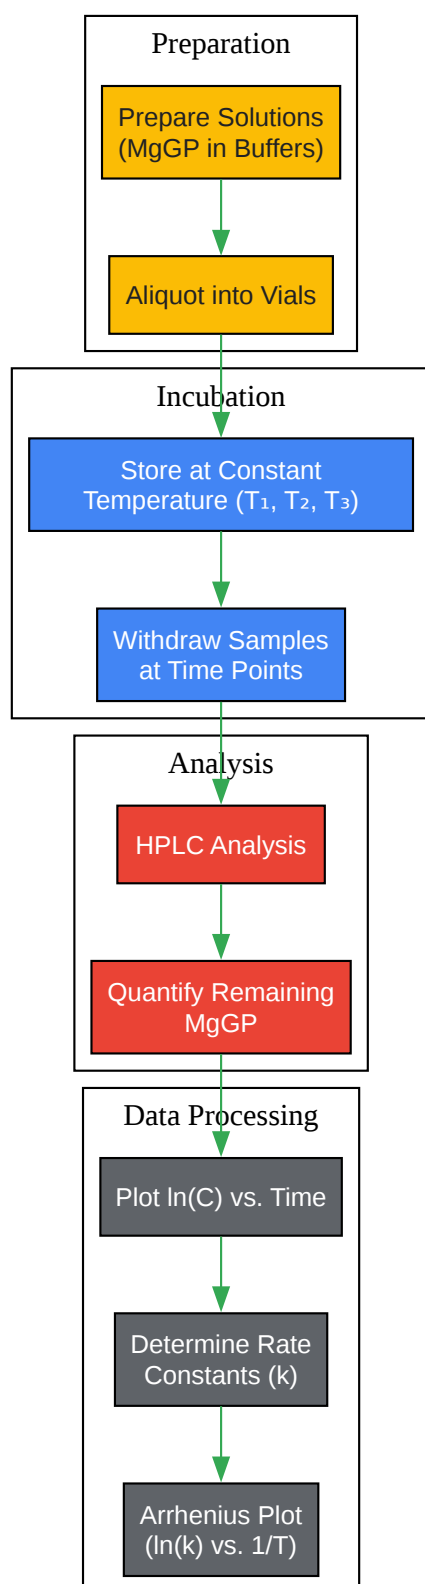 Preparation
Prepare Solutions
(MgGP in Buffers)
Aliquot into Vials
Incubation
Store at Constant
Temperature (T₁, T₂, T₃)
Withdraw Samples
at Time Points
Analysis
HPLC Analysis
Quantify Remaining
MgGP
Data Processing
Plot ln(C) vs. Time
Determine Rate
Constants (k)
Arrhenius Plot
(ln(k) vs. 1/T)